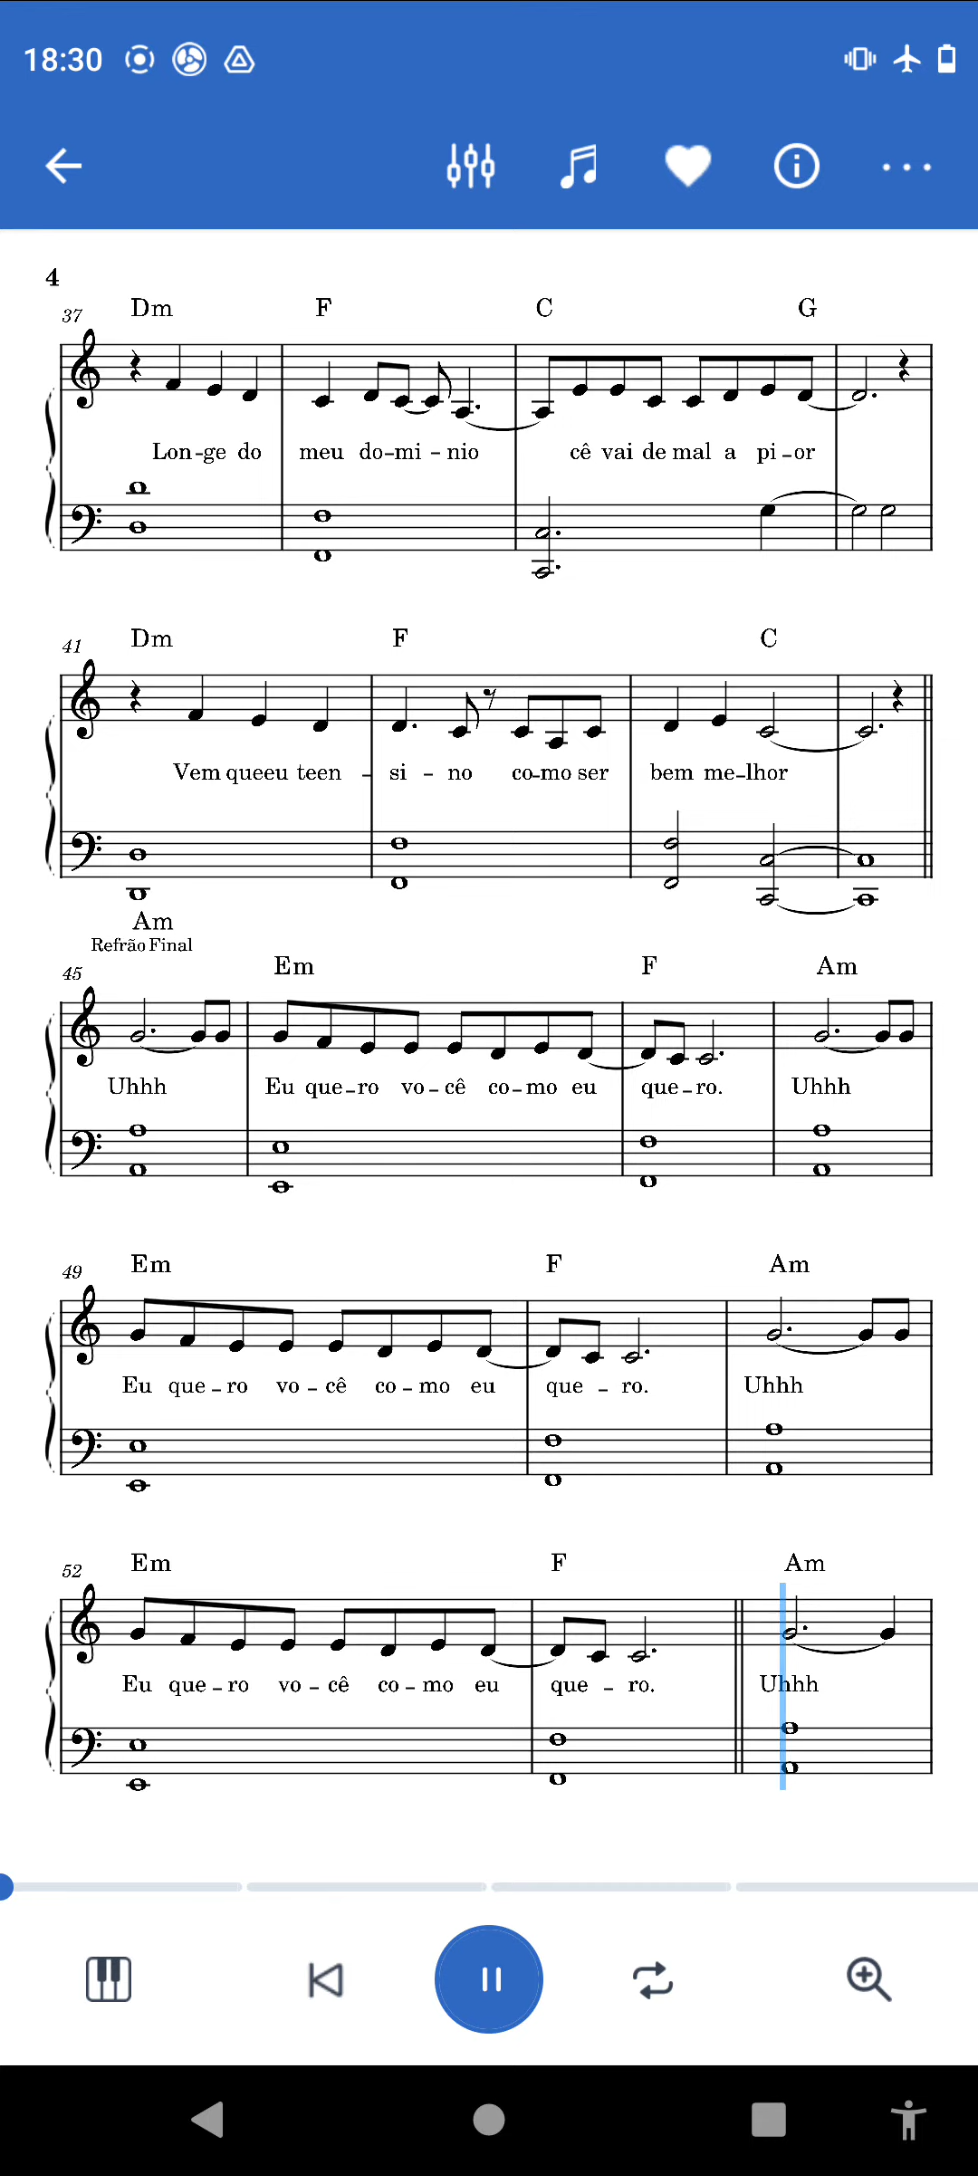 18:30
4
37 Dm F C G
Lon-ge do meu do-mi-nio cê vai de mal a pi-or
41 Dm F C
Vem queeu teen-si-no co-mo ser bem me-lhor
Am
Refrão Final
45 Em F Am
Uhhh Eu que-ro vo-cê co-mo eu que-ro. Uhhh
49 Em F Am
Eu que-ro vo-cê co-mo eu que-ro. Uhhh
52 Em F Am
Eu que-ro vo-cê co-mo eu que-ro. Uhhh